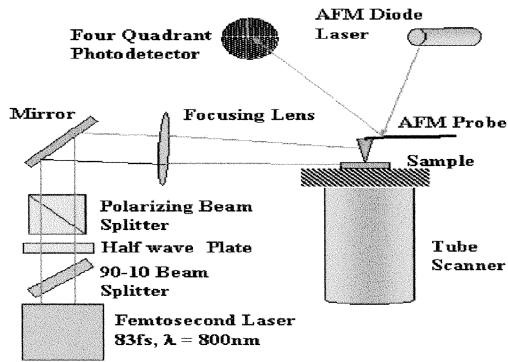 Four Quadrant
Photodetector
AFM Diode
Laser
Mirror
Focusing Lens
AFM Probe
Sample
Polarizing Beam
Splitter
Half wave Plate
Tube
Scanner
90-10 Beam
Splitter
Femtosecond Laser
83fs, λ = 800nm